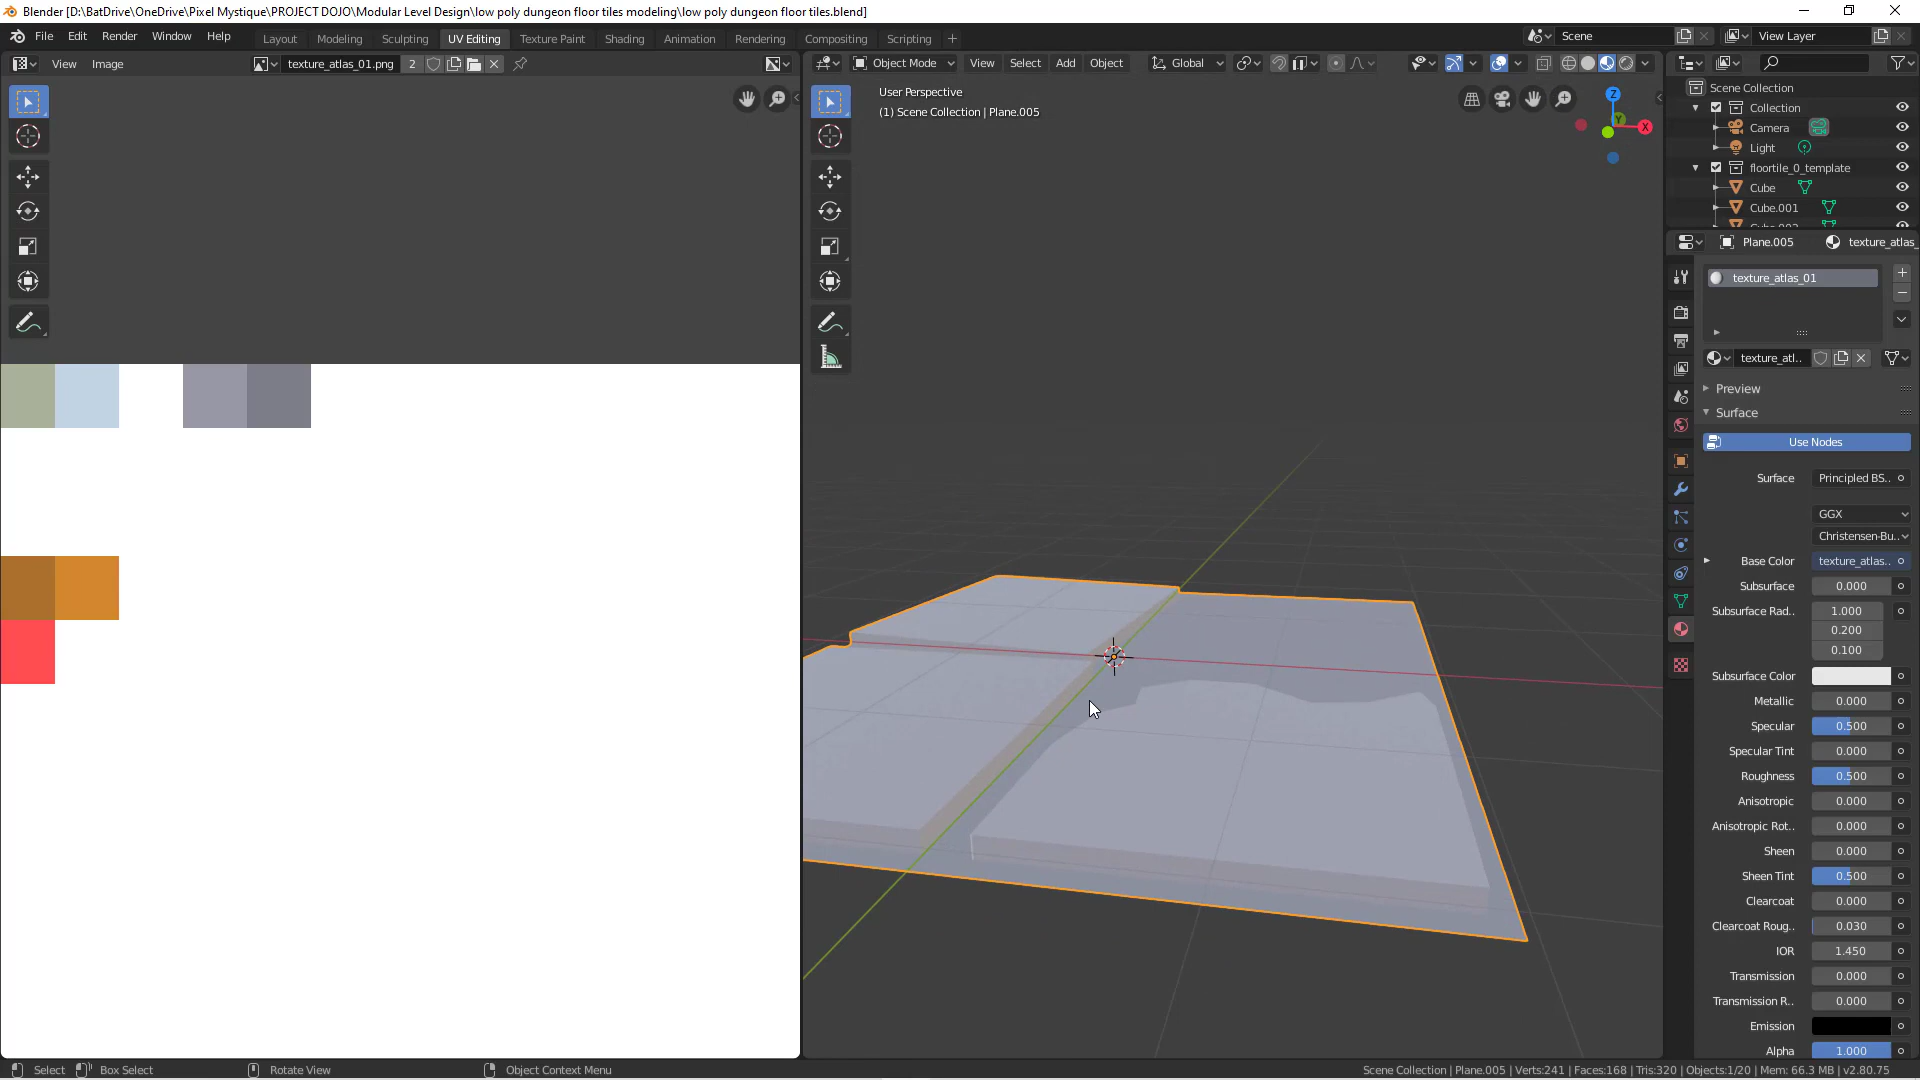 Blender [D:\BatDrive\OneDrive\Pixel Mystique\PROJECT DOJO\Modular Level Design\low poly dungeon floor tiles modeling\low poly dungeon floor tiles.blend]
File Edit Render Window Help Layout Modeling Sculpting UV Editing Texture Paint Shading Animation Rendering Compositing Scripting Scene View Layer
View Image texture_atlas_01.png 2 Object Mode View Select Add Object Global
User Perspective
(1) Scene Collection | Plane.005
Z
Y
X
Scene Collection
Collection
Camera
Light
floortile_0_template
Cube
Cube.001
Plane.005 texture_atlas_
texture_atlas_01
texture_atl..
Preview
Surface
Use Nodes
Surface Principled BS..
GGX
Christensen-Bu..
Base Color texture_atlas..
Subsurface 0.000
Subsurface Rad.. 1.000
0.200
0.100
Subsurface Color
Metallic 0.000
Specular 0.500
Specular Tint 0.000
Roughness 0.500
Anisotropic 0.000
Anisotropic Rot.. 0.000
Sheen 0.000
Sheen Tint 0.500
Clearcoat 0.000
Clearcoat Roug.. 0.030
IOR 1.450
Transmission 0.000
Transmission R.. 0.000
Emission
Alpha 1.000
Select Box Select Rotate View Object Context Menu Scene Collection | Plane.005 | Verts:241 | Faces:168 | Tris:320 | Objects:1/20 | Mem: 66.3 MB | v2.80.75